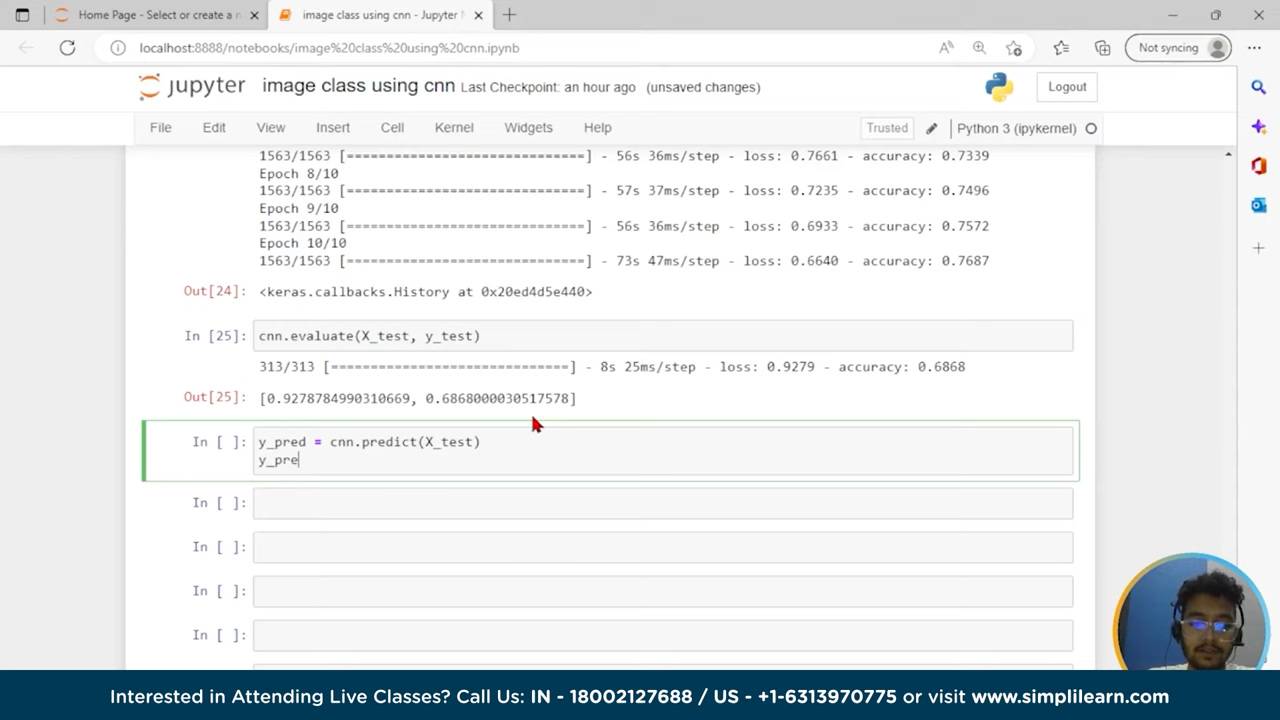 Home Page - Select or create a n
image class using cnn - Jupyter
localhost:8888/notebooks/image%20class%20using%20cnn.ipynb
Not syncing
jupyter image class using cnn Last Checkpoint: an hour ago (unsaved changes)
Logout
File Edit View Insert Cell Kernel Widgets Help
Trusted Python 3 (ipykernel)
1563/1563 [==============================] - 56s 36ms/step - loss: 0.7661 - accuracy: 0.7339
Epoch 8/10
1563/1563 [==============================] - 57s 37ms/step - loss: 0.7235 - accuracy: 0.7496
Epoch 9/10
1563/1563 [==============================] - 56s 36ms/step - loss: 0.6933 - accuracy: 0.7572
Epoch 10/10
1563/1563 [==============================] - 73s 47ms/step - loss: 0.6640 - accuracy: 0.7687
Out[24]: <keras.callbacks.History at 0x20ed4d5e440>
In [25]: cnn.evaluate(X_test, y_test)
313/313 [==============================] - 8s 25ms/step - loss: 0.9279 - accuracy: 0.6868
Out[25]: [0.9278784990310669, 0.6868000030517578]
In [ ]: y_pred = cnn.predict(X_test)
y_pre
In [ ]:
In [ ]:
In [ ]:
In [ ]:
Interested in Attending Live Classes? Call Us: IN - 18002127688 / US - +1-6313970775 or visit www.simplilearn.com